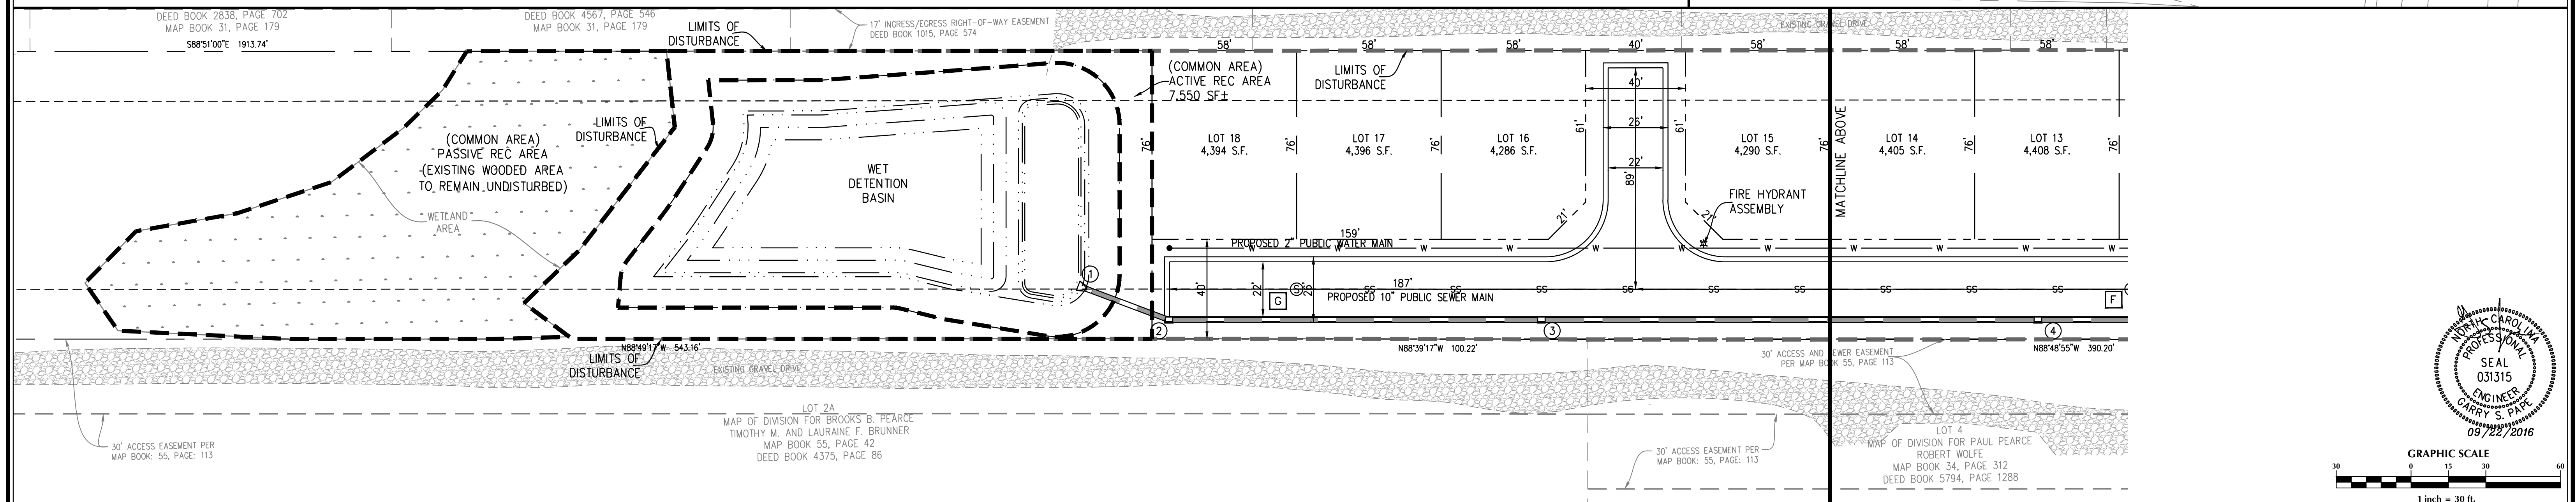 DEED BOOK 2838, PAGE 702
MAP BOOK 31, PAGE 179
S88°51'00"E 1913.74'
DEED BOOK 4567, PAGE 546
MAP BOOK 31, PAGE 179
LIMITS OF
DISTURBANCE
17' INGRESS/EGRESS RIGHT-OF-WAY EASEMENT
DEED BOOK 1015, PAGE 574
EXISTING GRAVEL DRIVE
58'
58'
58'
40'
58'
58'
58'
(COMMON AREA)
ACTIVE REC AREA
7,550 SF±
LIMITS OF
DISTURBANCE
LIMITS OF
DISTURBANCE
(COMMON AREA)
PASSIVE REC AREA
(EXISTING WOODED AREA
TO REMAIN UNDISTURBED)
WETLAND
AREA
WET
DETENTION
BASIN
76'
LOT 18
4,394 S.F.
76'
LOT 17
4,396 S.F.
76'
LOT 16
4,286 S.F.
61'
40'
26'
22'
89'
61'
LOT 15
4,290 S.F.
76'
MATCHLINE ABOVE
LOT 14
4,405 S.F.
76'
LOT 13
4,408 S.F.
76'
21'
21'
FIRE HYDRANT
ASSEMBLY
159'
PROPOSED 2" PUBLIC WATER MAIN
W W W W W W W W W
1
40'
22'
G
S
26'
187'
PROPOSED 10" PUBLIC SEWER MAIN
SS SS SS SS SS SS SS SS SS
F
2
3
4
N88°49'17"W 543.16'
N88°39'17"W 100.22'
N88°48'55"W 390.20'
LIMITS OF
DISTURBANCE
EXISTING GRAVEL DRIVE
30' ACCESS AND SEWER EASEMENT
PER MAP BOOK 55, PAGE 113
LOT 2A
MAP OF DIVISION FOR BROOKS B. PEARCE
TIMOTHY M. AND LAURAINE F. BRUNNER
MAP BOOK 55, PAGE 42
DEED BOOK 4375, PAGE 86
30' ACCESS EASEMENT PER
MAP BOOK: 55, PAGE: 113
30' ACCESS EASEMENT PER
MAP BOOK: 55, PAGE: 113
LOT 4
MAP OF DIVISION FOR PAUL PEARCE
ROBERT WOLFE
MAP BOOK 34, PAGE 312
DEED BOOK 5794, PAGE 1288
NORTH CAROLINA
PROFESSIONAL
SEAL
031315
ENGINEER
GARRY S. PAPE
09/22/2016
GRAPHIC SCALE
30 0 15 30 60
1 inch = 30 ft.